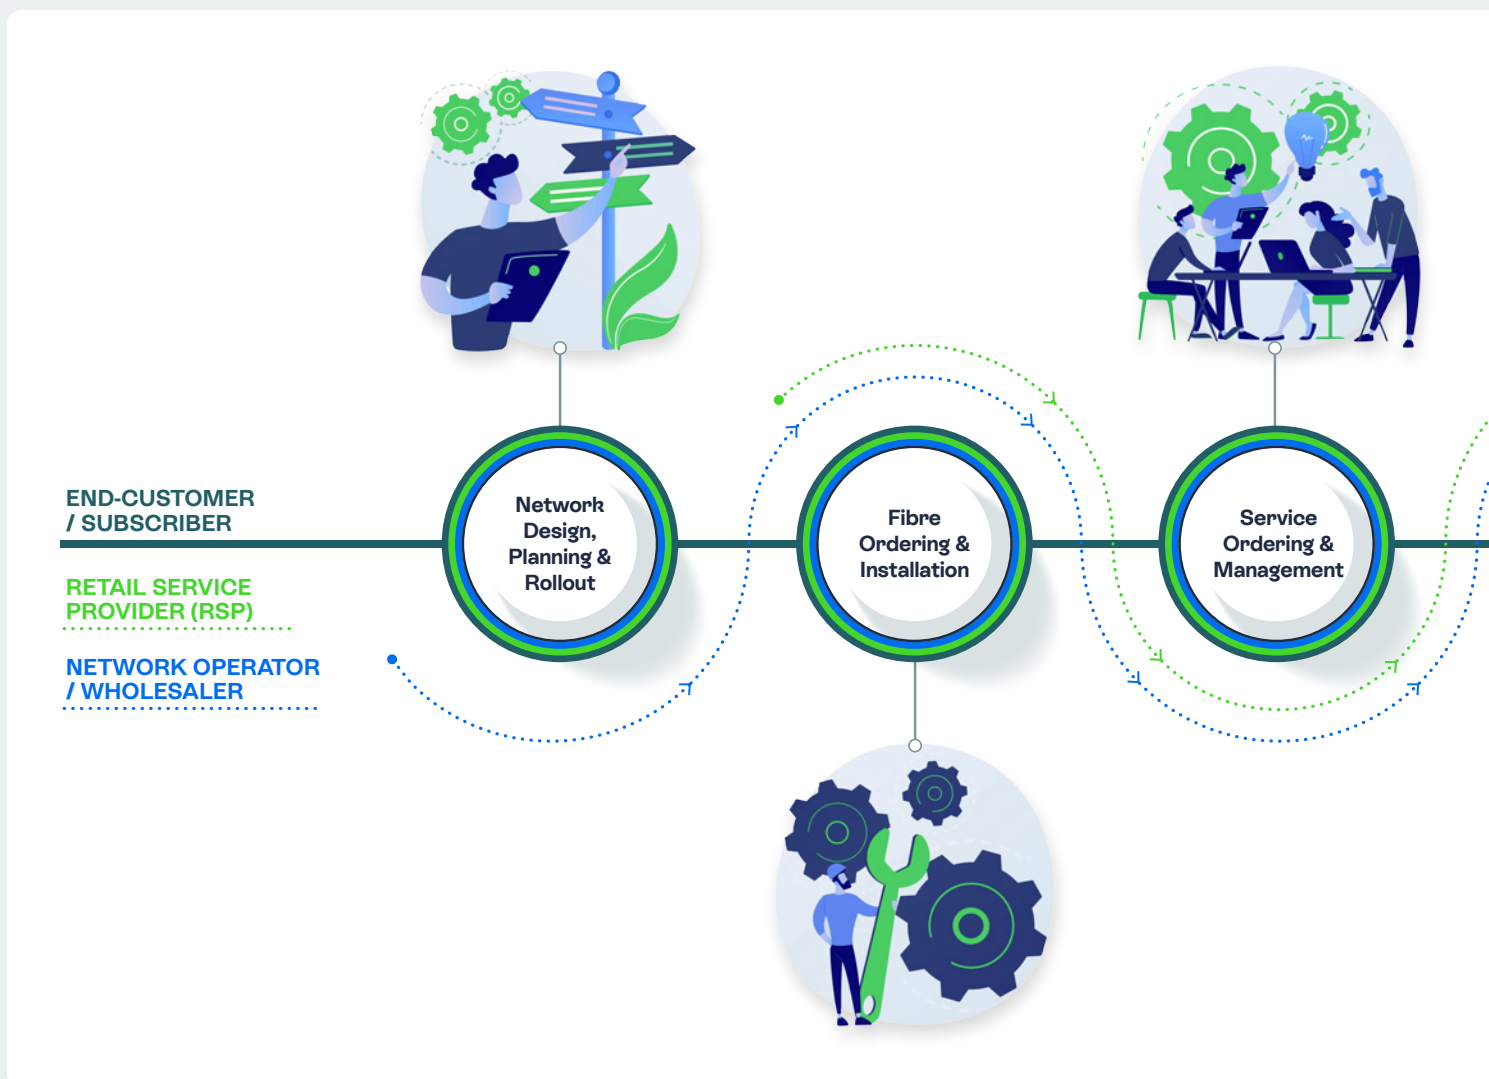 END-CUSTOMER
/ SUBSCRIBER
RETAIL SERVICE
PROVIDER (RSP)
NETWORK OPERATOR
/ WHOLESALER
Network
Design,
Planning &
Rollout
Fibre
Ordering &
Installation
Service
Ordering &
Management